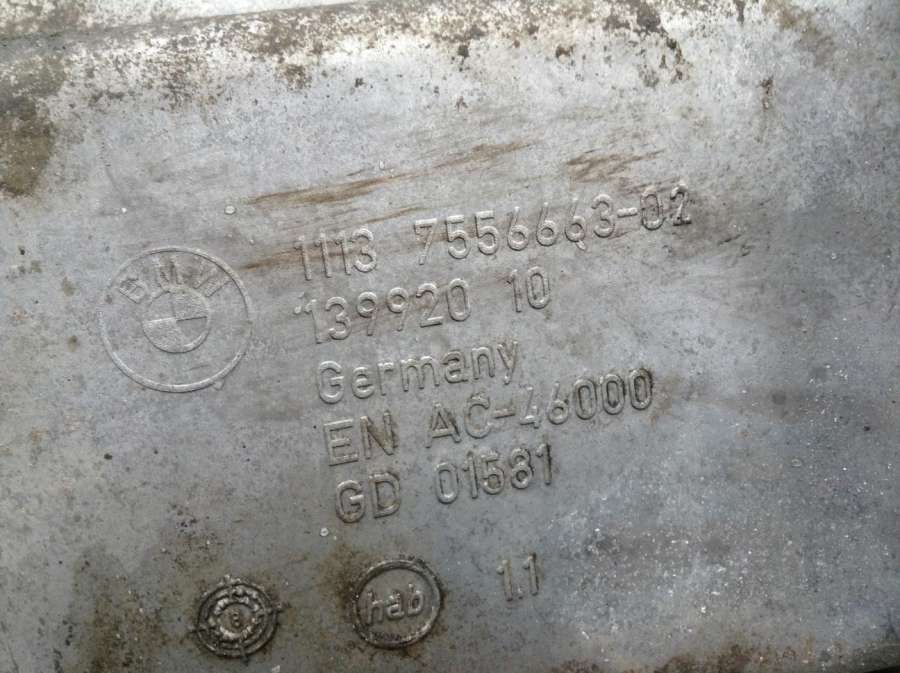 BMW
1113 7556663-02
139920 10
Germany
EN AC-46000
GD 01581
hab
1.1